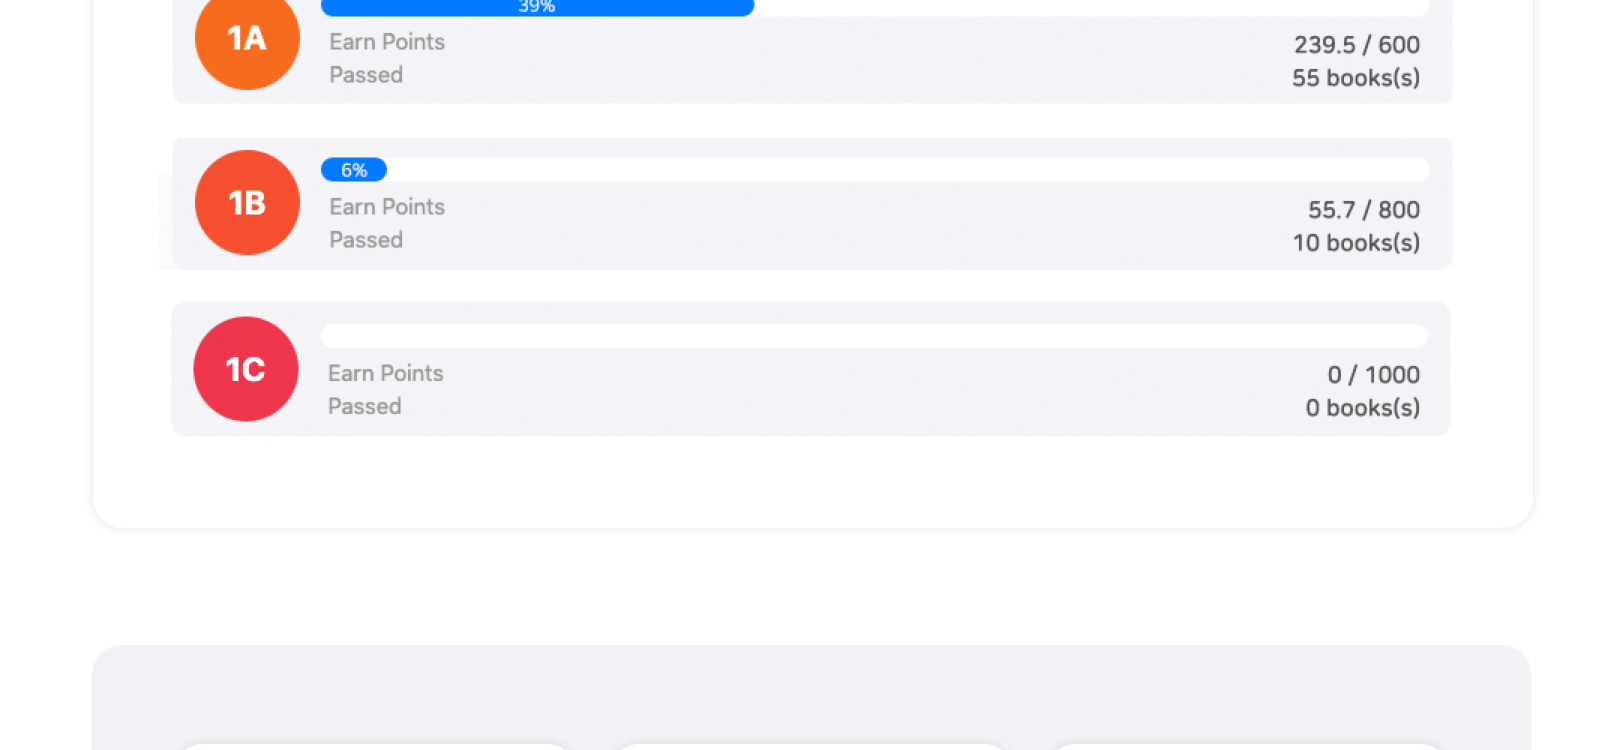 39%
1A
Earn Points
239.5 / 600
Passed
55 books(s)
6%
1B
Earn Points
55.7 / 800
Passed
10 books(s)
1C
Earn Points
0 / 1000
Passed
0 books(s)